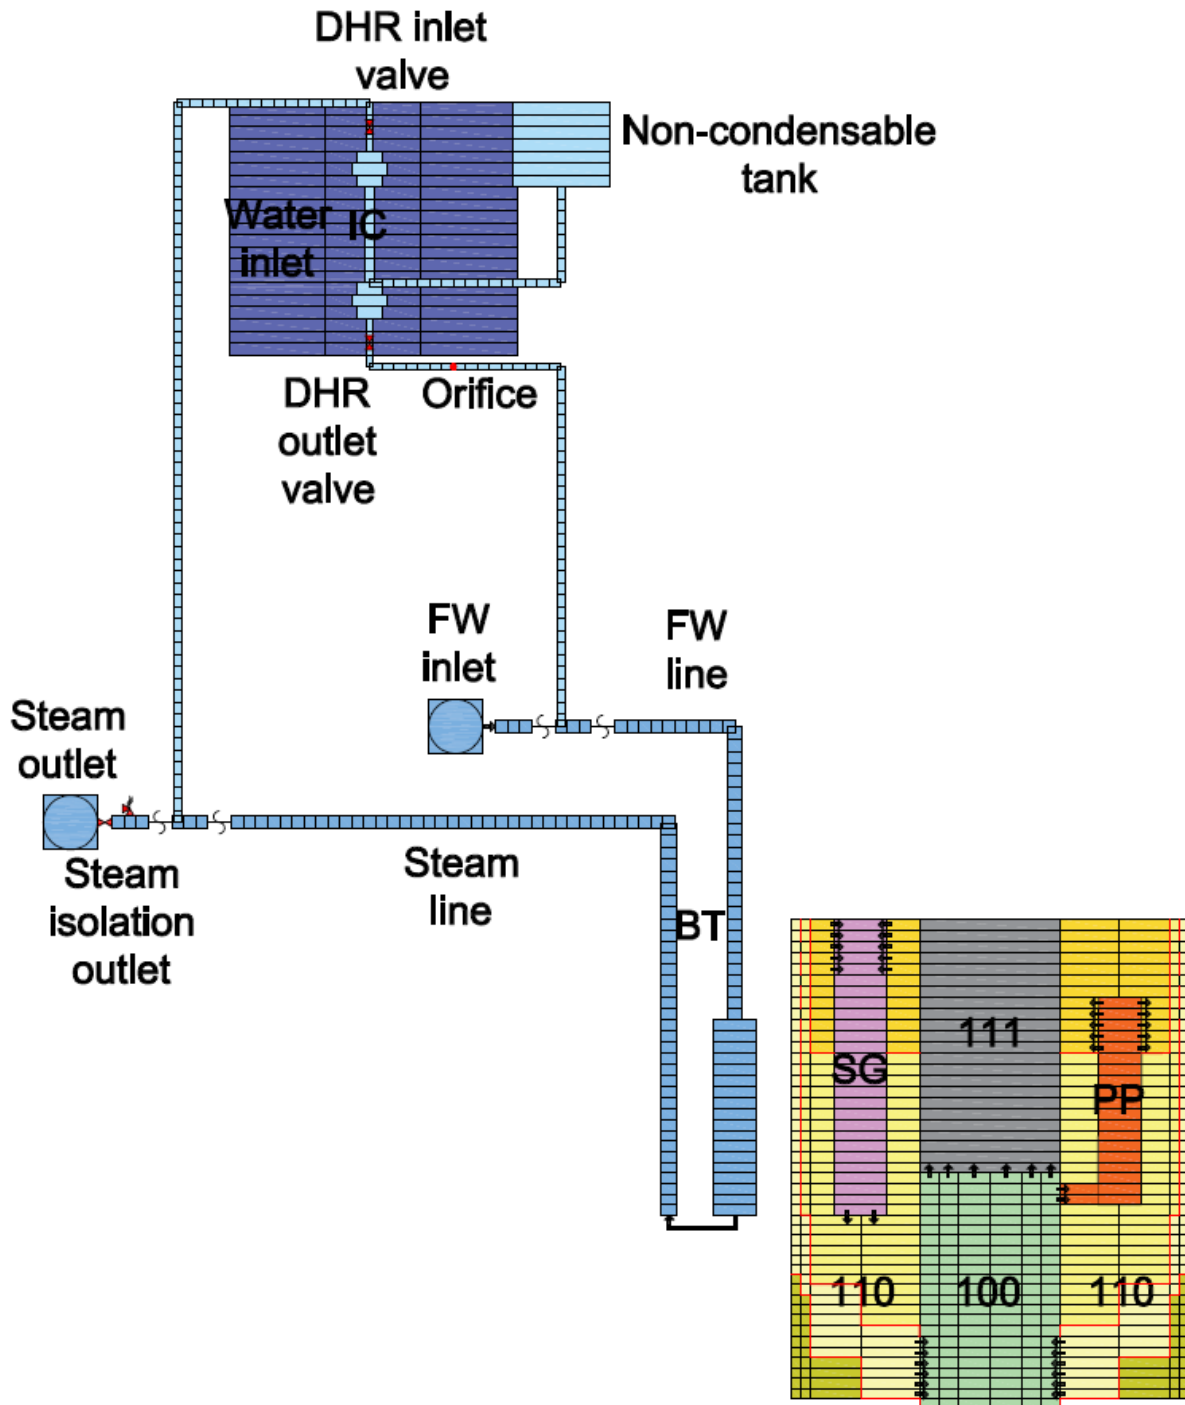 DHR inlet
valve
Non-condensable
tank
Water
inlet
IC
DHR
outlet
valve
Orifice
FW
inlet
FW
line
Steam
outlet
Steam
isolation
outlet
Steam
line
BT
111
SG
PP
110
100
110